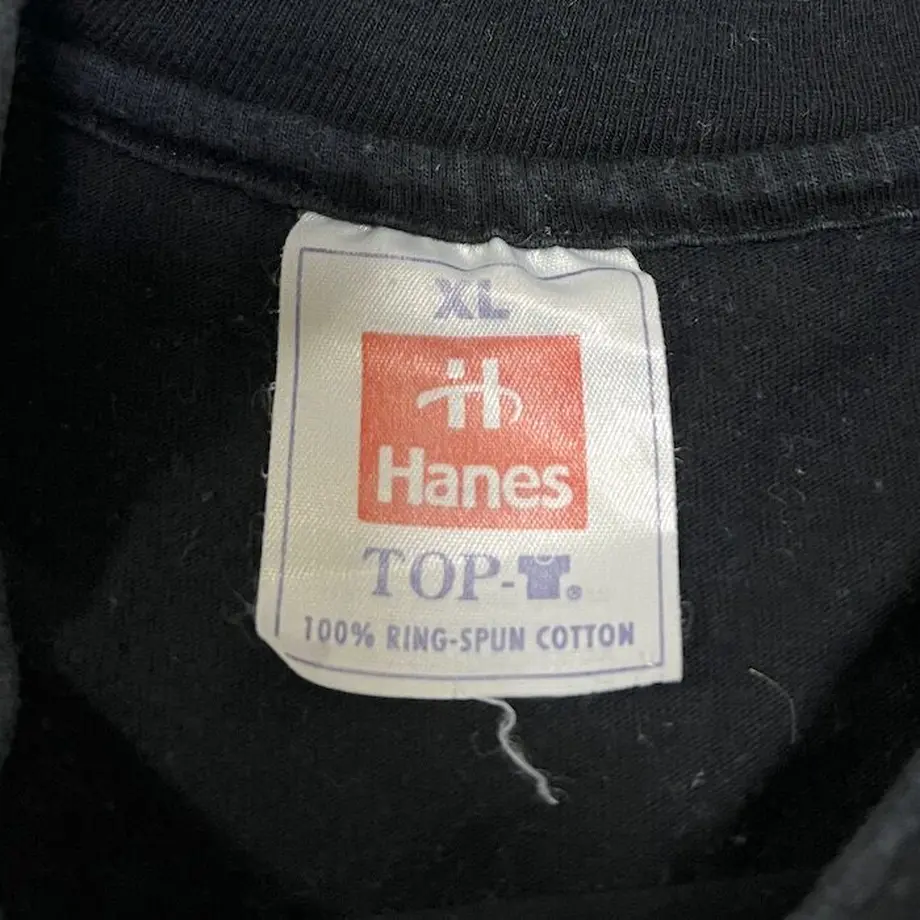 XL
Hanes
TOP-
100% RING-SPUN COTTON